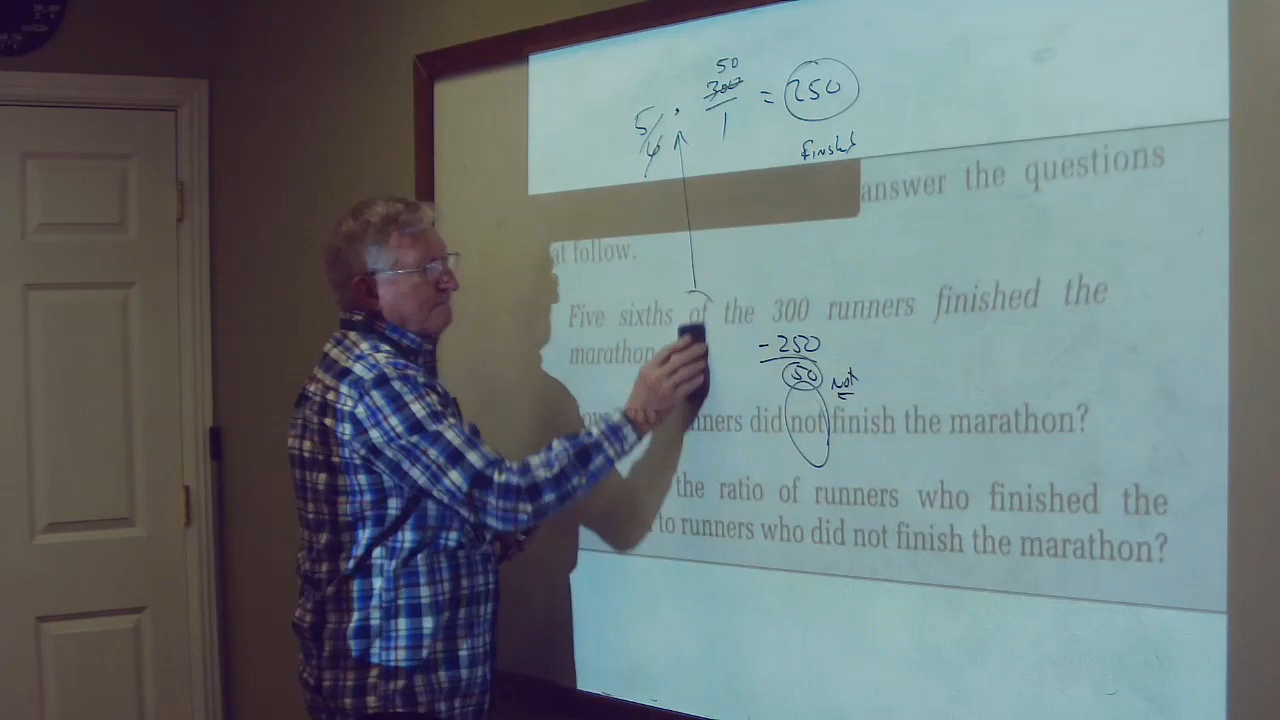 50
5/6 · 300/1 = 250
finished
answer the questions
at follow.
Five sixths of the 300 runners finished the
marathon
- 250
50 Not
runners did not finish the marathon?
the ratio of runners who finished the
to runners who did not finish the marathon?